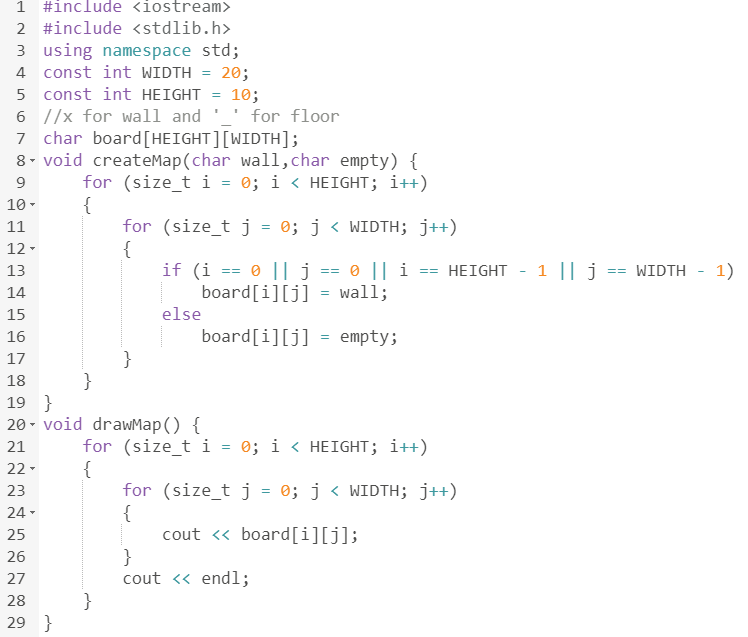 1 #include <iostream>
2 #include <stdlib.h>
3 using namespace std;
4 const int WIDTH = 20;
5 const int HEIGHT = 10;
6 //x for wall and '_' for floor
7 char board[HEIGHT][WIDTH];
8 void createMap(char wall,char empty) {
9     for (size_t i = 0; i < HEIGHT; i++)
10     {
11         for (size_t j = 0; j < WIDTH; j++)
12         {
13             if (i == 0 || j == 0 || i == HEIGHT - 1 || j == WIDTH - 1)
14                 board[i][j] = wall;
15             else
16                 board[i][j] = empty;
17         }
18     }
19 }
20 void drawMap() {
21     for (size_t i = 0; i < HEIGHT; i++)
22     {
23         for (size_t j = 0; j < WIDTH; j++)
24         {
25             cout << board[i][j];
26         }
27         cout << endl;
28     }
29 }